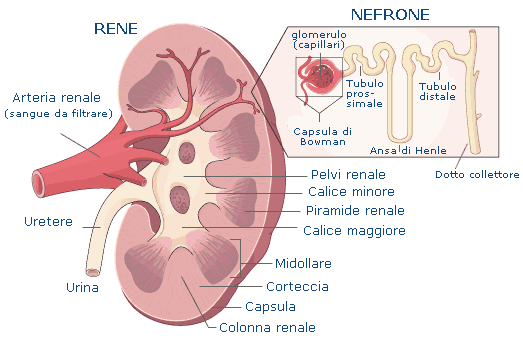 RENE
NEFRONE
glomerulo
(capillari)
Tubulo
pros-
simale
Tubulo
distale
Capsula di
Bowman
Ansa di Henle
Dotto collettore
Arteria renale
(sangue da filtrare)
Pelvi renale
Calice minore
Piramide renale
Calice maggiore
Uretere
Urina
Midollare
Corteccia
Capsula
Colonna renale